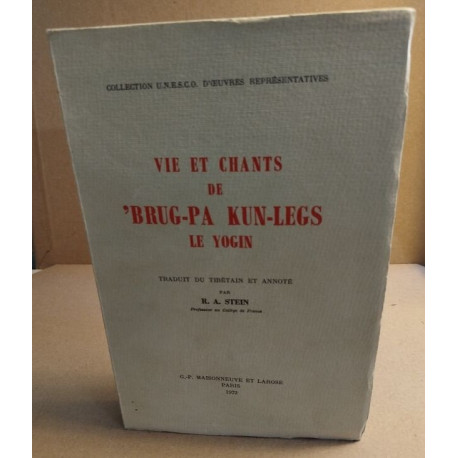 COLLECTION U.N.E.S.C.O. D'ŒUVRES REPRÉSENTATIVES
VIE ET CHANTS
DE
'BRUG-PA KUN-LEGS
LE YOGIN
TRADUIT DU TIBÉTAIN ET ANNOTÉ
PAR
R. A. STEIN
Professeur au Collège de France
G.-P. MAISONNEUVE ET LAROSE
PARIS